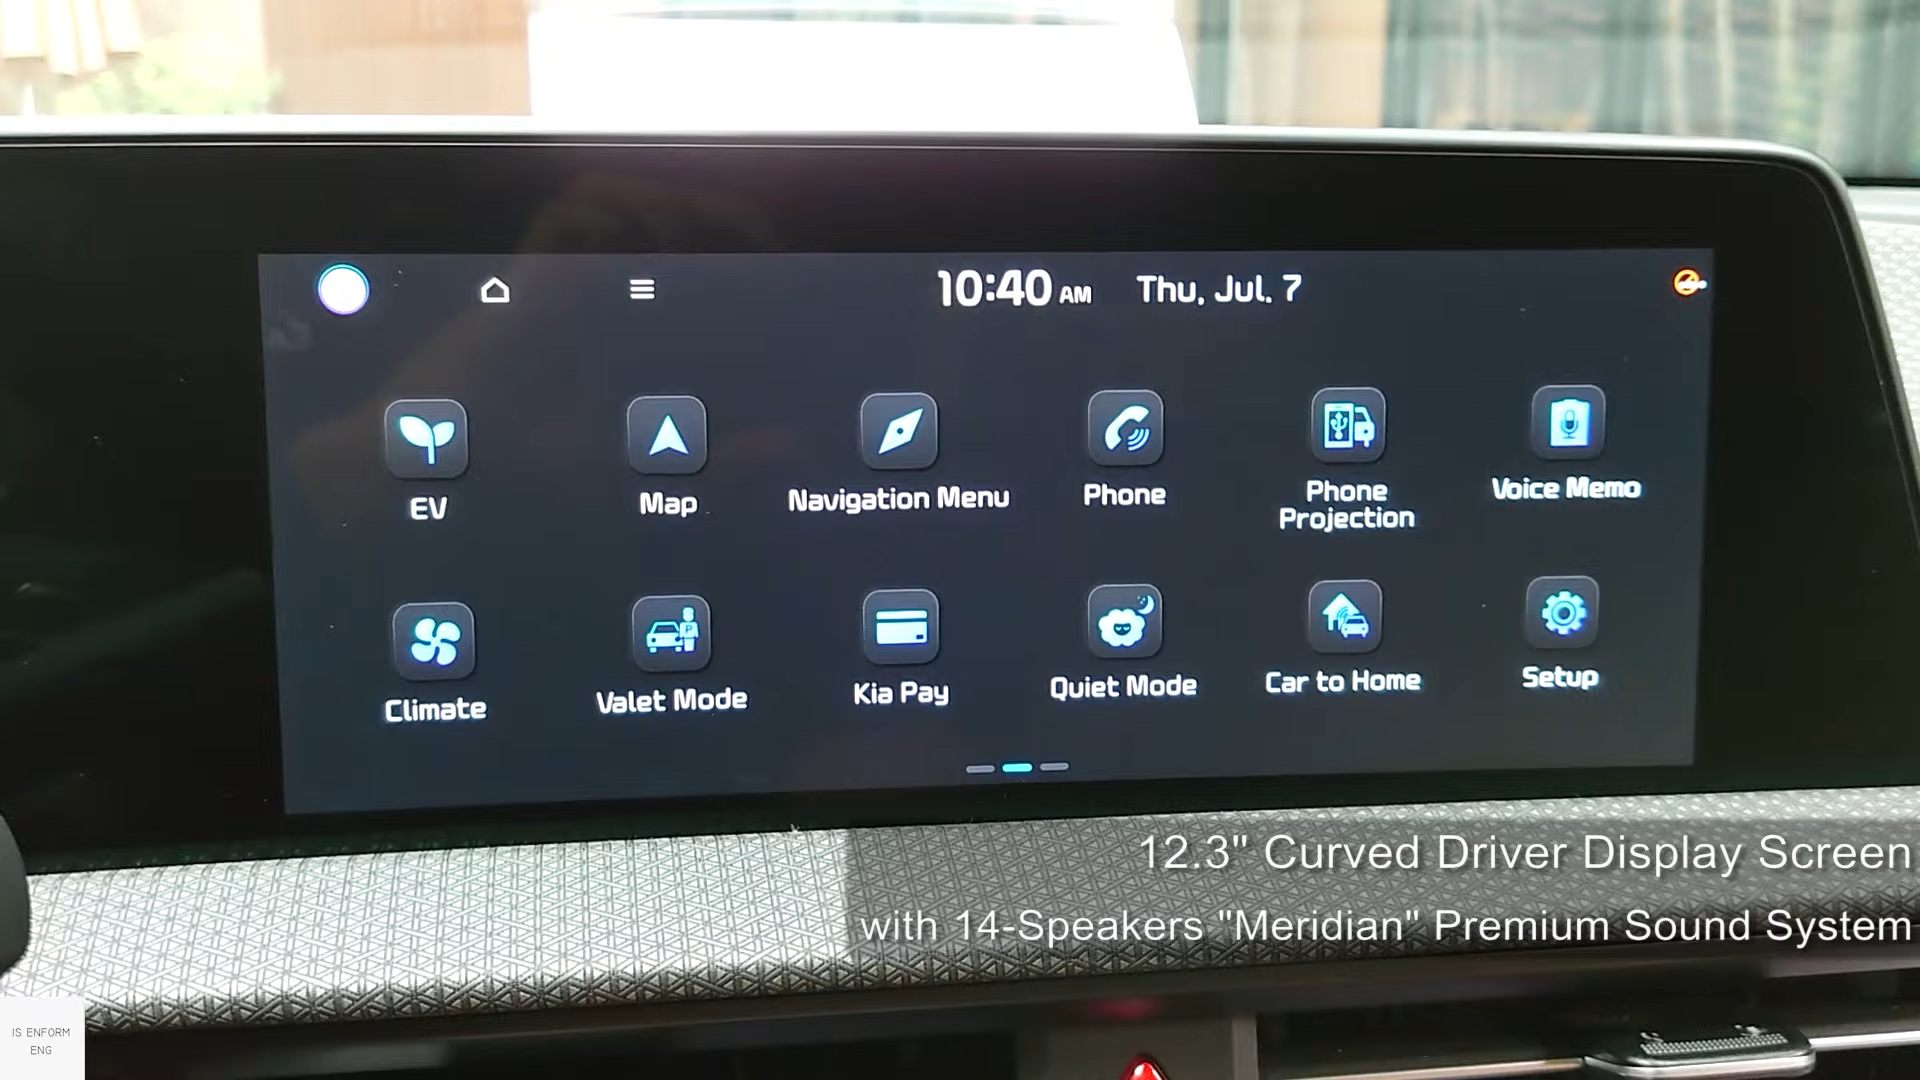 10:40 AM Thu, Jul. 7
EV
Map
Navigation Menu
Phone
Phone
Projection
Voice Memo
Climate
Valet Mode
Kia Pay
Quiet Mode
Car to Home
Setup
12.3" Curved Driver Display Screen
with 14-Speakers "Meridian" Premium Sound System
IS ENFORM
ENG